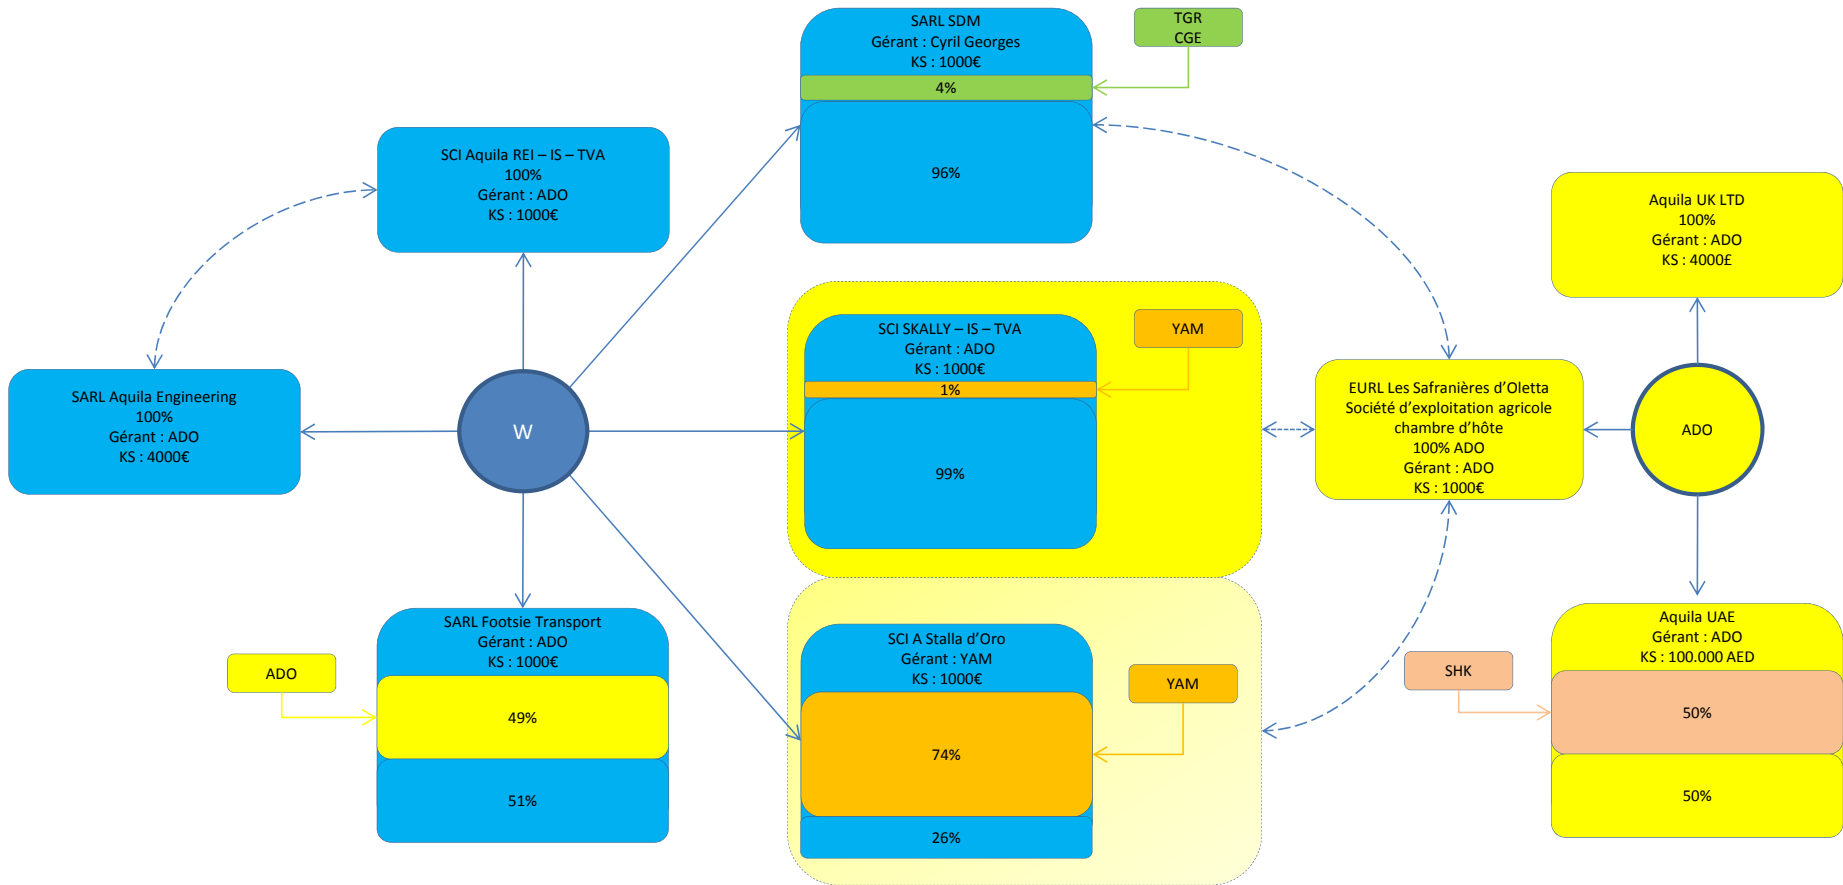 SARL SDM
Gérant : Cyril Georges
KS : 1000€
4%
96%
TGR
CGE
SCI Aquila REI – IS – TVA
100%
Gérant : ADO
KS : 1000€
Aquila UK LTD
100%
Gérant : ADO
KS : 4000£
SCI SKALLY – IS – TVA
Gérant : ADO
KS : 1000€
1%
99%
YAM
SARL Aquila Engineering
100%
Gérant : ADO
KS : 4000€
W
EURL Les Safranières d’Oletta
Société d’exploitation agricole
chambre d’hôte
100% ADO
Gérant : ADO
KS : 1000€
ADO
SARL Footsie Transport
Gérant : ADO
KS : 1000€
49%
51%
ADO
SCI A Stalla d’Oro
Gérant : YAM
KS : 1000€
74%
26%
YAM
SHK
Aquila UAE
Gérant : ADO
KS : 100.000 AED
50%
50%